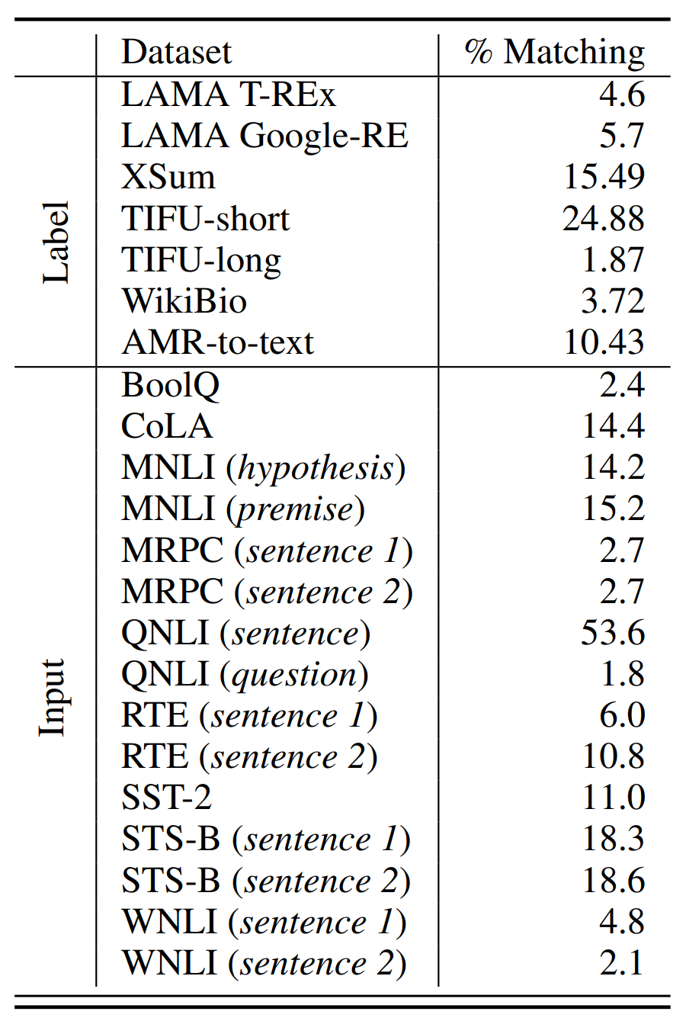 Dataset % Matching
Label
LAMA T-REx 4.6
LAMA Google-RE 5.7
XSum 15.49
TIFU-short 24.88
TIFU-long 1.87
WikiBio 3.72
AMR-to-text 10.43
Input
BoolQ 2.4
CoLA 14.4
MNLI (hypothesis) 14.2
MNLI (premise) 15.2
MRPC (sentence 1) 2.7
MRPC (sentence 2) 2.7
QNLI (sentence) 53.6
QNLI (question) 1.8
RTE (sentence 1) 6.0
RTE (sentence 2) 10.8
SST-2 11.0
STS-B (sentence 1) 18.3
STS-B (sentence 2) 18.6
WNLI (sentence 1) 4.8
WNLI (sentence 2) 2.1